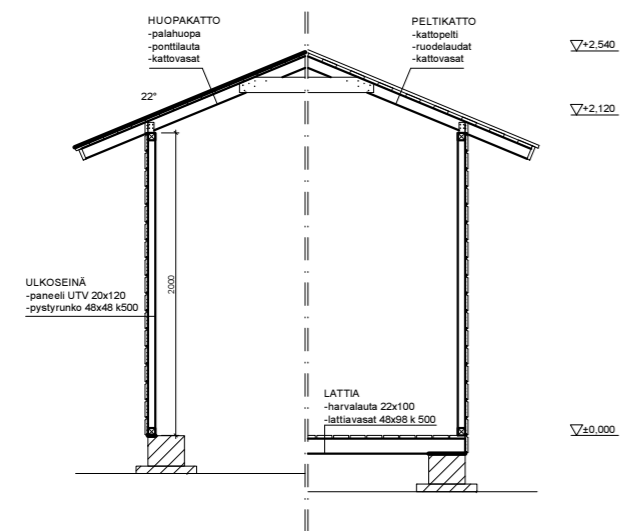 HUOPAKATTO
-palahuopa
-ponttilauta
-kattovasat
PELTIKATTO
-kattopelti
-ruodelaudat
-kattovasat
+2,540
22°
+2,120
2000
ULKOSEINÄ
-paneeli UTV 20x120
-pystyrunko 48x48 k500
LATTIA
-harvalauta 22x100
-lattiavasat 48x98 k 500
±0,000